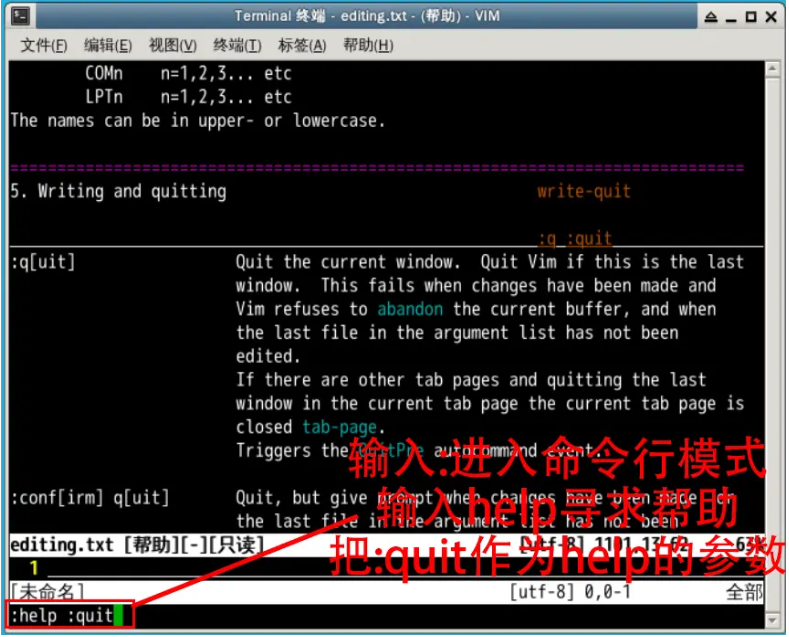 Terminal 终端 - editing.txt - (帮助) - VIM
文件(F) 编辑(E) 视图(V) 终端(T) 标签(A) 帮助(H)
COMn n=1,2,3... etc
LPTn n=1,2,3... etc
The names can be in upper- or lowercase.
5. Writing and quitting write-quit
:q :quit
:q[uit] Quit the current window. Quit Vim if this is the last
window. This fails when changes have been made and
Vim refuses to abandon the current buffer, and when
the last file in the argument list has not been
edited.
If there are other tab pages and quitting the last
window in the current tab page the current tab page is
closed tab-page.
Triggers the QuitPre autocommand event.
输入:进入命令行模式
:conf[irm] q[uit] Quit, but give prompt when changes have been made, or
输入help寻求帮助
the last file in the argument list has not been
editing.txt [帮助][-][只读] [utf-8] 63%
把:quit作为help的参数
1
[未命名] [utf-8] 0,0-1 全部
:help :quit